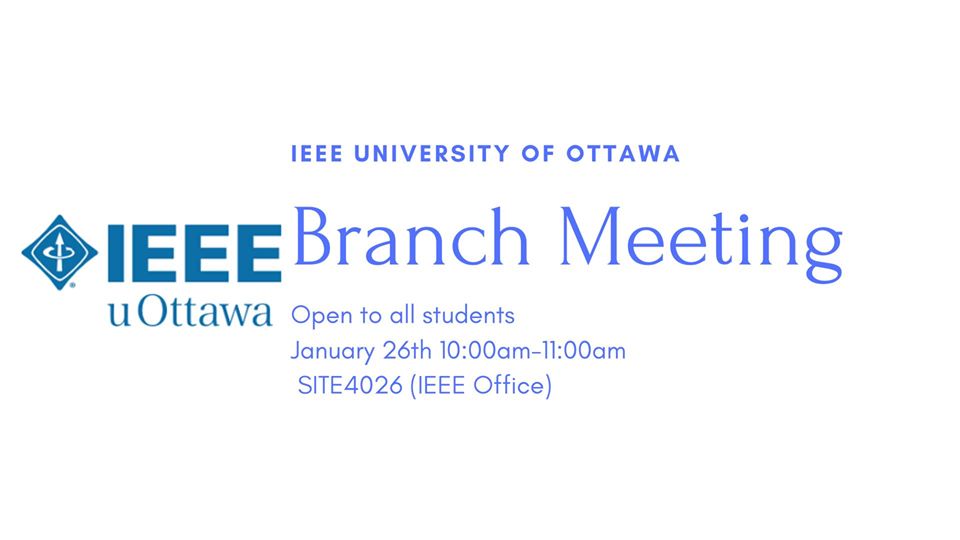 IEEE UNIVERSITY OF OTTAWA
IEEE
uOttawa
Branch Meeting
Open to all students
January 26th 10:00am-11:00am
SITE4026 (IEEE Office)